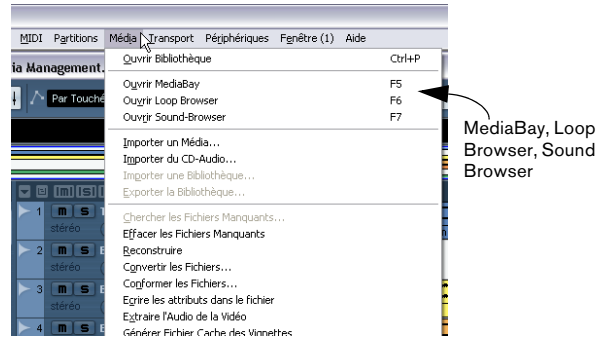 MIDI Partitions Média Transport Périphériques Fenêtre (1) Aide
ia Management.
Par Touché
Ouvrir Bibliothèque Ctrl+P
Ouvrir MediaBay F5
Ouvrir Loop Browser F6
Ouvrir Sound-Browser F7
MediaBay, Loop
Browser, Sound
Browser
Importer un Média...
Importer du CD-Audio...
Importer une Bibliothèque...
Exporter la Bibliothèque...
Chercher les Fichiers Manquants...
Effacer les Fichiers Manquants
Reconstruire
Convertir les Fichiers...
Conformer les Fichiers...
Ecrire les attributs dans le fichier
Extraire l'Audio de la Vidéo
Générer Fichier Cache des Vignettes
m s
1 m s
stéréo
2 m s
stéréo
3 m s
stéréo
4 m s